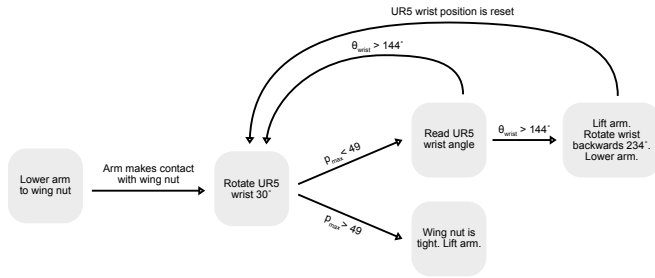 UR5 wrist position is reset
θwrist > 144°
Lower arm
to wing nut
Arm makes contact
with wing nut
Rotate UR5
wrist 30°
pmax < 49
pmax > 49
Read UR5
wrist angle
θwrist > 144°
Lift arm.
Rotate wrist
backwards 234°.
Lower arm.
Wing nut is
tight. Lift arm.